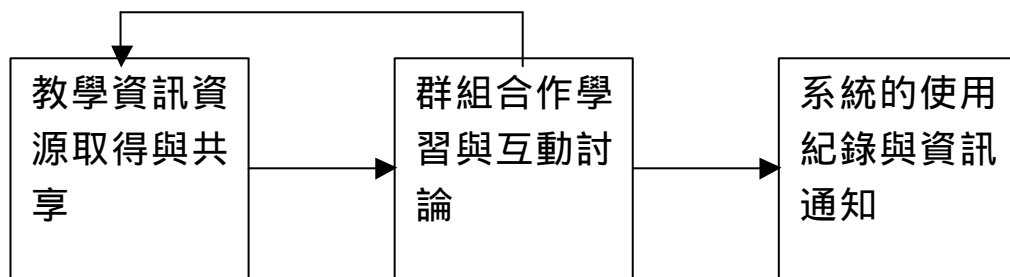 教學資訊資
源取得與共
享
群組合作學
習與互動討
論
系統的使用
紀錄與資訊
通知